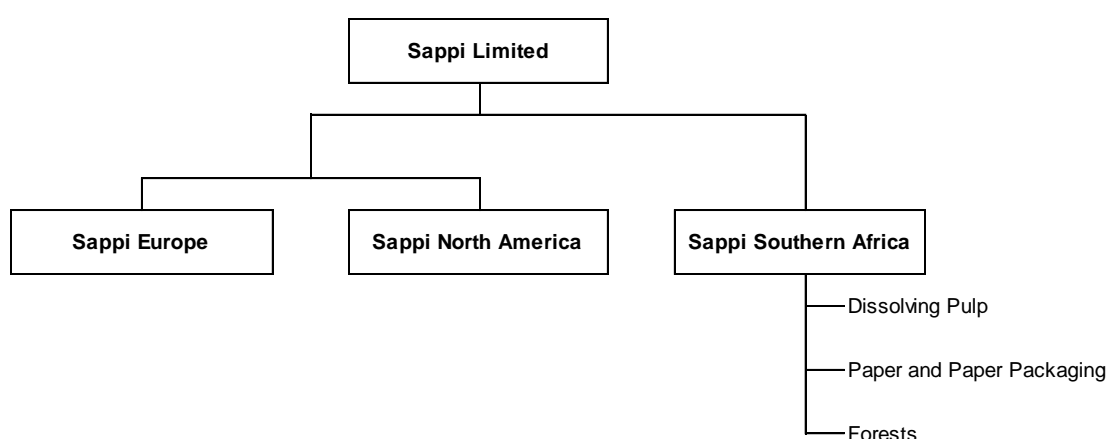 Sappi Limited
Sappi Europe
Sappi North America
Sappi Southern Africa
Dissolving Pulp
Paper and Paper Packaging
Forests